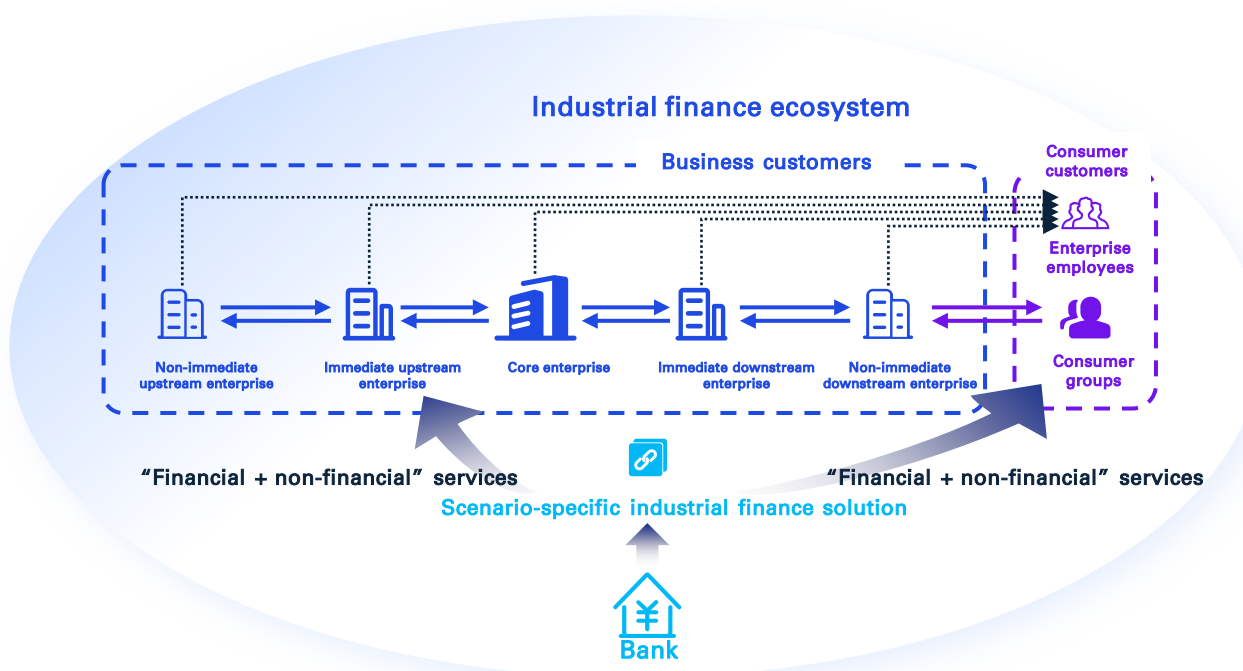 Industrial finance ecosystem
Business customers
Consumer
customers
Enterprise
employees
Non-immediate
upstream enterprise
Immediate upstream
enterprise
Core enterprise
Immediate downstream
enterprise
Non-immediate
downstream enterprise
Consumer
groups
“Financial + non-financial” services
“Financial + non-financial” services
Scenario-specific industrial finance solution
¥
Bank